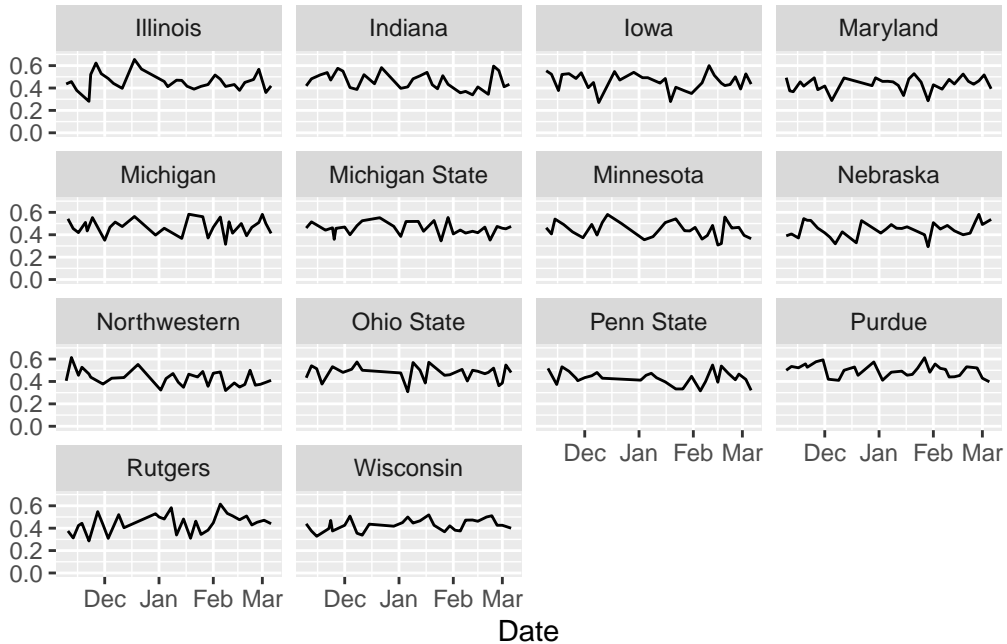 Illinois Indiana Iowa Maryland
0.6
0.4
0.2
0.0
Michigan Michigan State Minnesota Nebraska
0.6
0.4
0.2
0.0
Northwestern Ohio State Penn State Purdue
0.6
0.4
0.2
0.0
Dec Jan Feb Mar Dec Jan Feb Mar
Rutgers Wisconsin
0.6
0.4
0.2
0.0
Dec Jan Feb Mar Dec Jan Feb Mar
Date